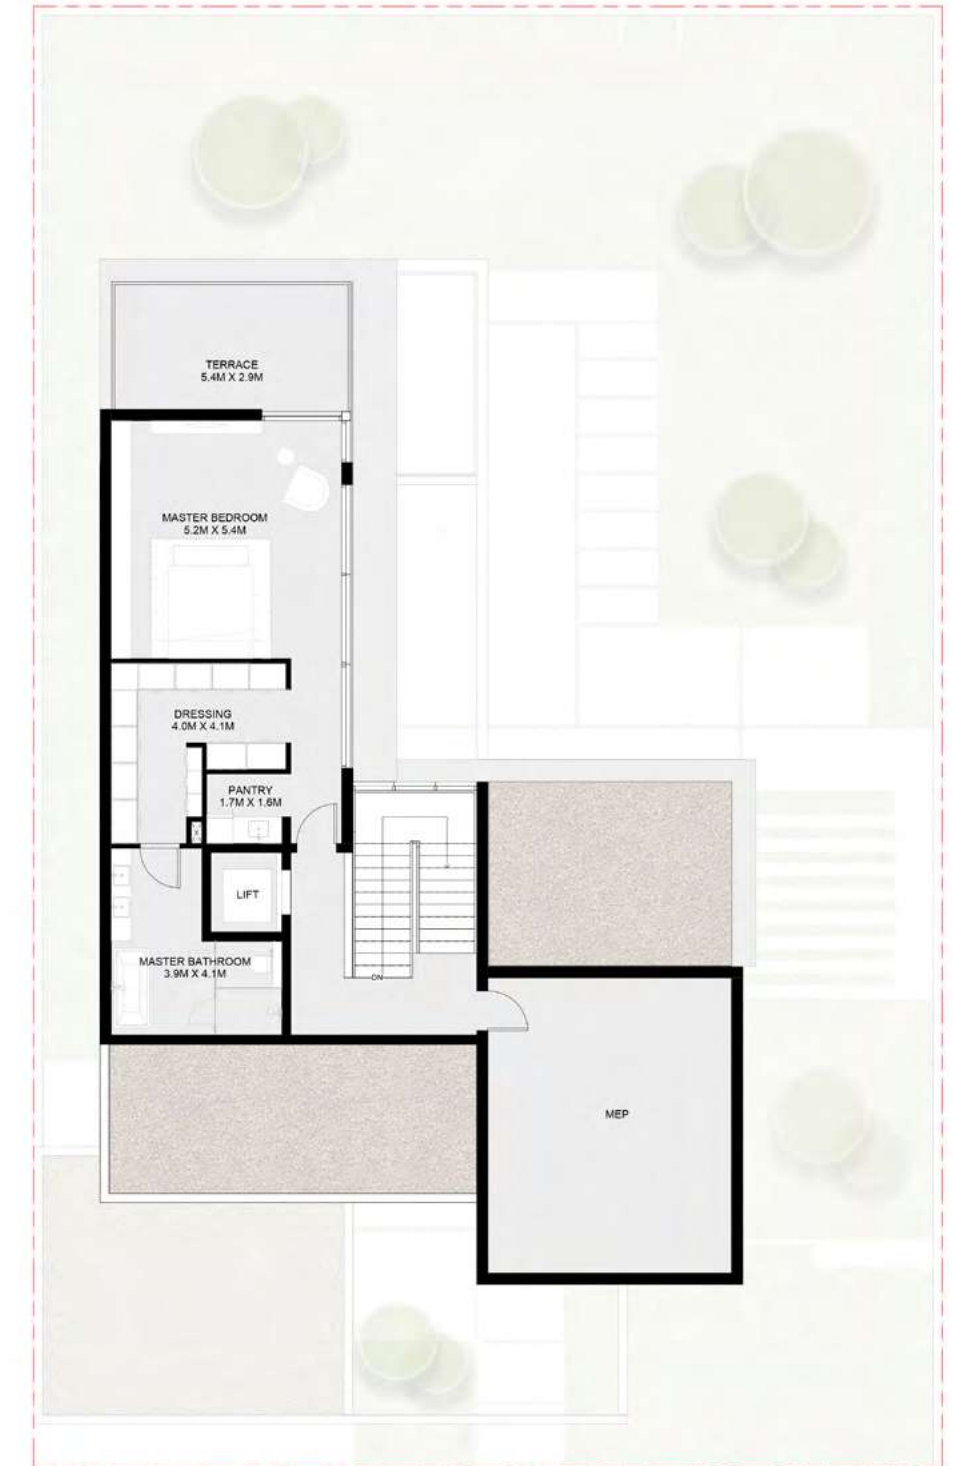 TERRACE
5.4M X 2.9M
MASTER BEDROOM
5.2M X 5.4M
DRESSING
4.0M X 4.1M
PANTRY
1.7M X 1.6M
LIFT
MASTER BATHROOM
3.9M X 4.1M
DN
MEP